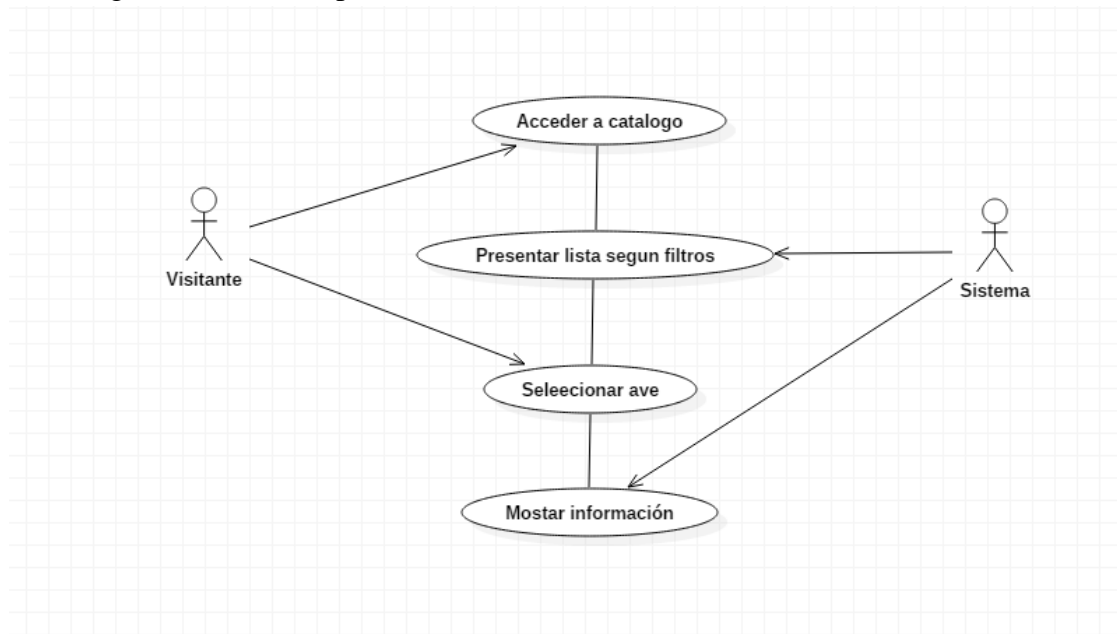 Acceder a catalogo
Presentar lista segun filtros
Visitante
Sistema
Seleecionar ave
Mostar información